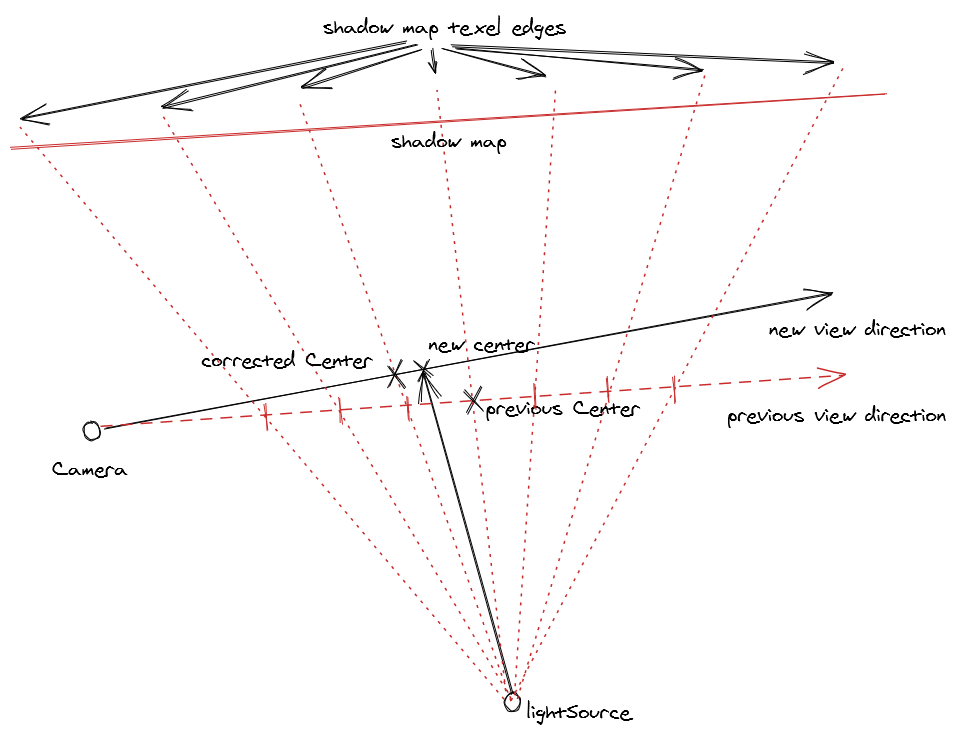 shadow map texel edges
shadow map
new view direction
new center
corrected Center
previous Center
previous view direction
Camera
lightSource